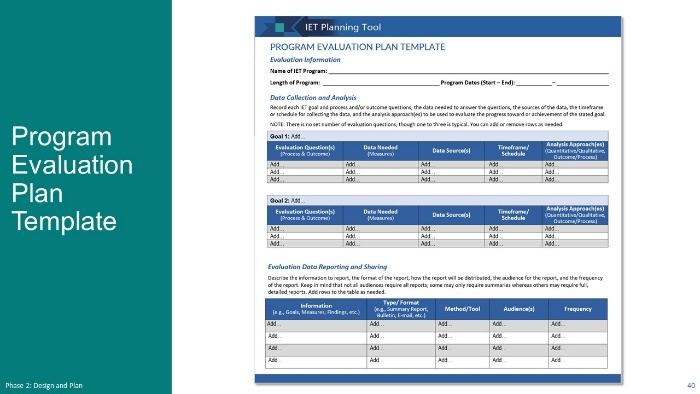 Program
Evaluation
Plan
Template
Phase 2: Design and Plan
IET Planning Tool
PROGRAM EVALUATION PLAN TEMPLATE
Evaluation Information
Name of IET Program:
Length of Program: Program Dates (Start – End): –
Data Collection and Analysis
Record each IET goal and process and/or outcome questions, the data needed to answer the questions, the sources of the data, the timeframe
or schedule for collecting the data, and the analysis approach(es) to be used to evaluate the progress toward or achievement of the stated goal.
NOTE: There is no set number of evaluation questions, though one to three is typical. You can add or remove rows as needed.
Goal 1: Add...
Evaluation Question(s)
(Process & Outcome)
Data Needed
(Measures)
Data Source(s)
Timeframe/
Schedule
Analysis Approach(es)
(Quantitative/Qualitative,
Outcome/Process)
Add... Add... Add... Add... Add...
Add... Add... Add... Add... Add...
Add... Add... Add... Add... Add...
Goal 2: Add...
Evaluation Question(s)
(Process & Outcome)
Data Needed
(Measures)
Data Source(s)
Timeframe/
Schedule
Analysis Approach(es)
(Quantitative/Qualitative,
Outcome/Process)
Add... Add... Add... Add... Add...
Add... Add... Add... Add... Add...
Add... Add... Add... Add... Add...
Evaluation Data Reporting and Sharing
Describe the information to report, the format of the report, how the report will be distributed, the audience for the report, and the frequency
of the report. Keep in mind that not all audiences require all reports; some may only require summaries whereas others may require full,
detailed reports. Add rows to the table as needed.
Information
(e.g., Goals, Measures, Findings, etc.)
Type/ Format
(e.g., Summary Report,
Bulletin, E-mail, etc.)
Method/Tool
Audience(s)
Frequency
Add... Add... Add... Add... Add...
Add... Add... Add... Add... Add...
Add... Add... Add... Add... Add...
Add... Add... Add... Add... Add...
40